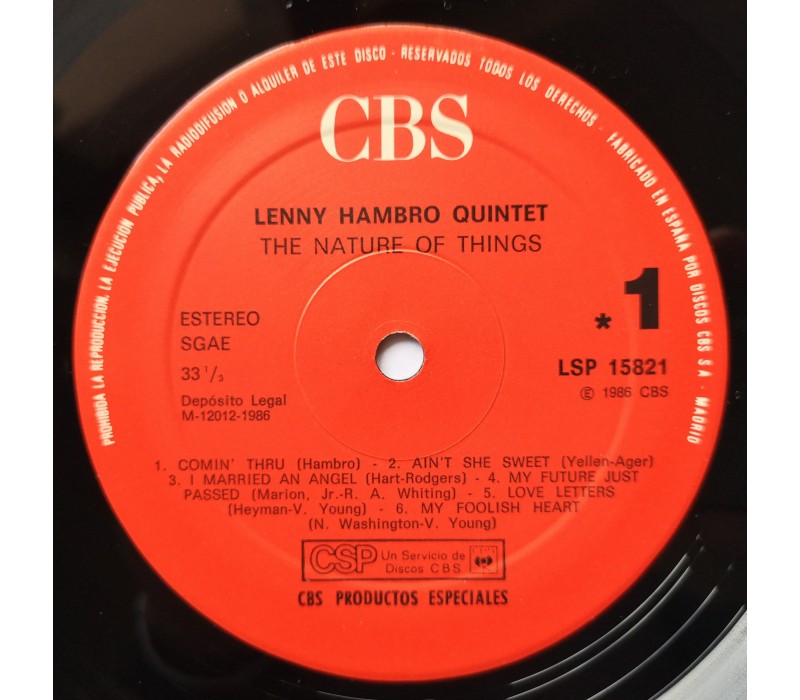 PROHIBIDA LA REPRODUCCION, LA EJECUCION PUBLICA, LA RADIODIFUSION O ALQUILER DE ESTE DISCO - RESERVADOS TODOS LOS DERECHOS - FABRICADO EN ESPAÑA POR DISCOS CBS S A - MADRID
CBS
LENNY HAMBRO QUINTET
THE NATURE OF THINGS
ESTEREO
SGAE
33 1/3
Depósito Legal
M-12012-1986
* 1
LSP 15821
Ⓔ 1986 CBS
1. COMIN' THRU (Hambro) - 2. AIN'T SHE SWEET (Yellen-Ager)
3. I MARRIED AN ANGEL (Hart-Rodgers) - 4. MY FUTURE JUST
PASSED (Marion, Jr.-R. A. Whiting) - 5. LOVE LETTERS
(Heyman-V. Young) - 6. MY FOOLISH HEART
(N. Washington-V. Young)
CSP Un Servicio de
Discos CBS
CBS PRODUCTOS ESPECIALES